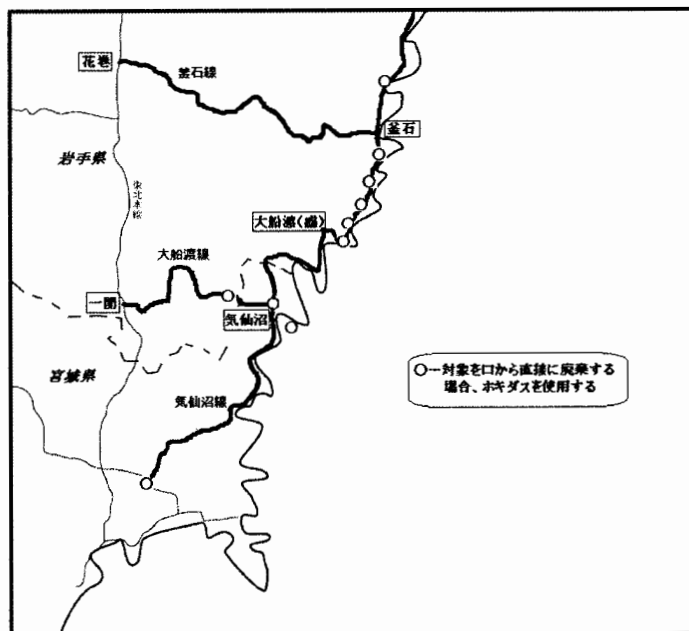 花巻
釜石線
釜石
岩手県
東北本線
大船渡(盛)
大船渡線
一関
気仙沼
宮城県
気仙沼線
○―対象を口から直接に廃棄する
場合、ホキダスを使用する